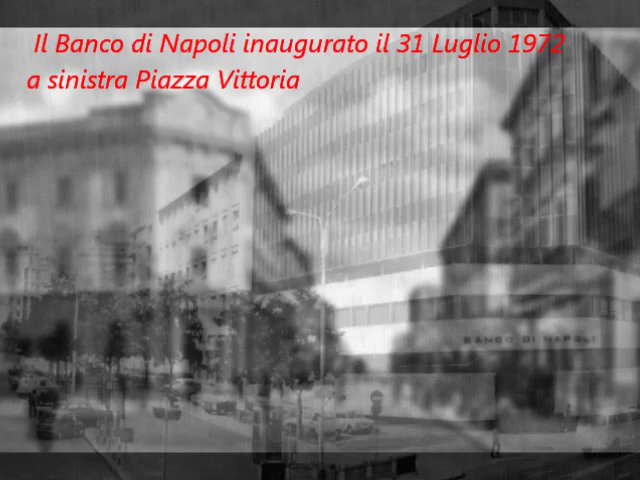 Il Banco di Napoli inaugurato il 31 Luglio 1972
a sinistra Piazza Vittoria
BANCO DI NAPOLI